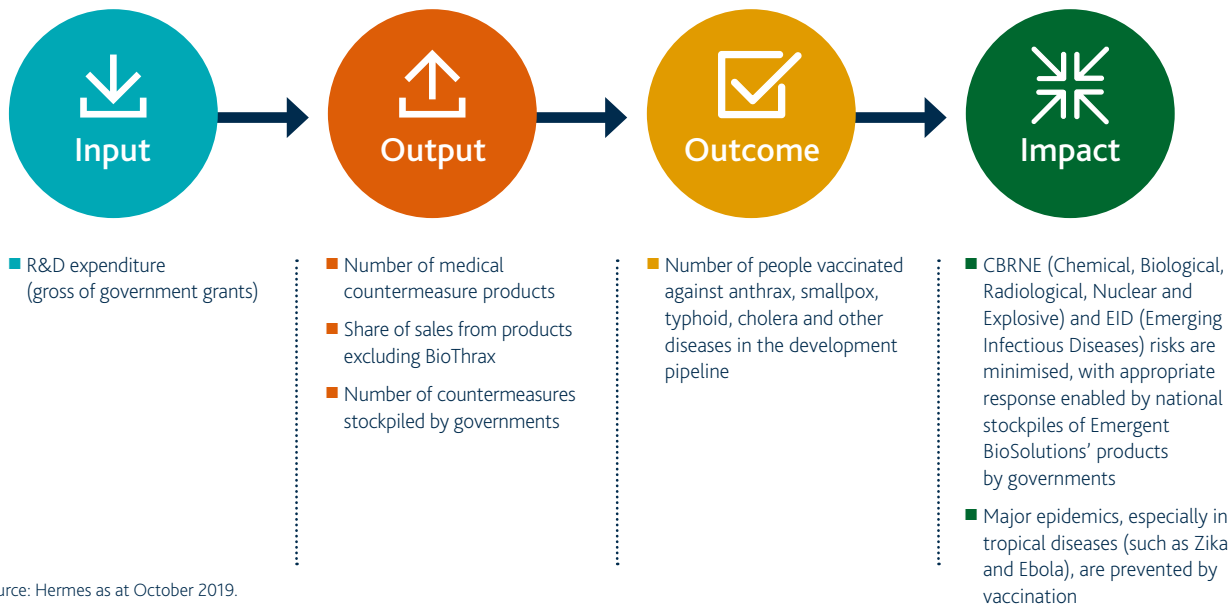 Input
Output
Outcome
Impact
R&D expenditure
(gross of government grants)
Number of medical
countermeasure products
Share of sales from products
excluding BioThrax
Number of countermeasures
stockpiled by governments
Number of people vaccinated
against anthrax, smallpox,
typhoid, cholera and other
diseases in the development
pipeline
CBRNE (Chemical, Biological,
Radiological, Nuclear and
Explosive) and EID (Emerging
Infectious Diseases) risks are
minimised, with appropriate
response enabled by national
stockpiles of Emergent
BioSolutions’ products
by governments
Major epidemics, especially in
tropical diseases (such as Zika
and Ebola), are prevented by
vaccination
urce: Hermes as at October 2019.